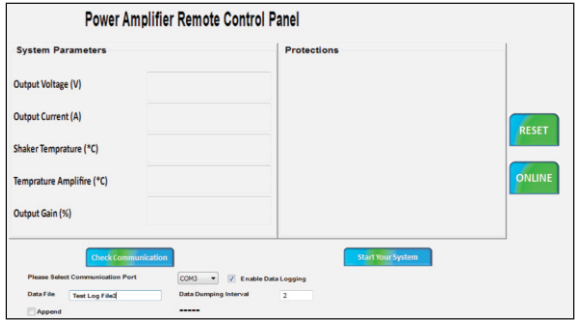 Power Amplifier Remote Control Panel
System Parameters
Protections
Output Voltage (V)
Output Current (A)
Shaker Temprature (°C)
Temprature Amplifire (°C)
Output Gain (%)
RESET
ONLINE
Check Communication
Start Your System
Please Select Communication Port
COM3
Enable Data Logging
Data File
Test Log File2
Data Dumping Interval
2
Append
-----